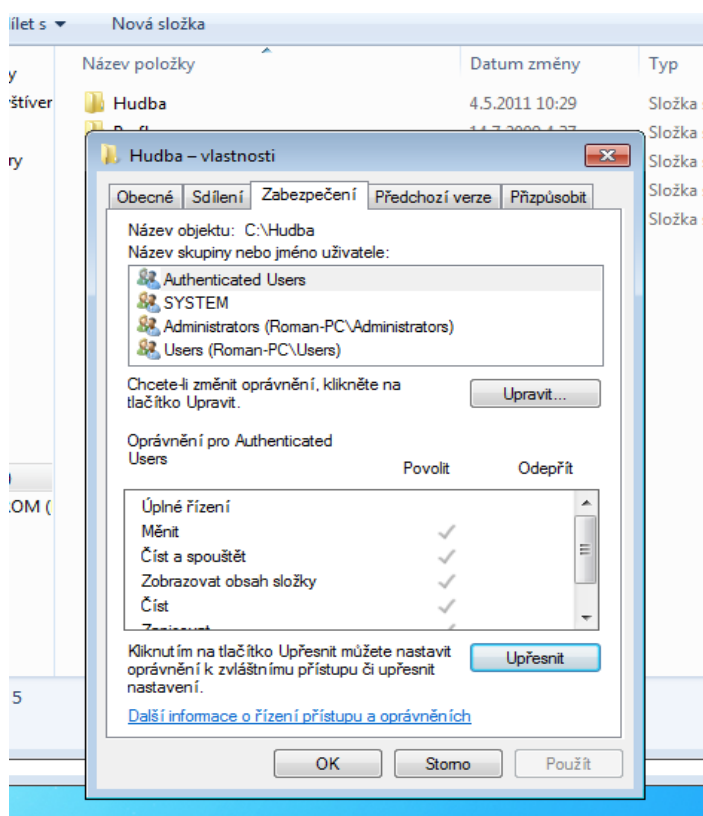 ílet s Nová složka
Název položky Datum změny Typ
Hudba 4.5.2011 10:29 Složka
Složka
Složka
Složka
Složka
Hudba – vlastnosti
Obecné Sdílení Zabezpečení Předchozí verze Přizpůsobit
Název objektu: C:\Hudba
Název skupiny nebo jméno uživatele:
Authenticated Users
SYSTEM
Administrators (Roman-PC\Administrators)
Users (Roman-PC\Users)
Chcete-li změnit oprávnění, klikněte na
tlačítko Upravit.
Upravit...
Oprávnění pro Authenticated
Users
Povolit Odepřít
Úplné řízení
Měnit
Číst a spouštět
Zobrazovat obsah složky
Číst
Kliknutím na tlačítko Upřesnit můžete nastavit
oprávnění k zvláštnímu přístupu či upřesnit
nastavení.
Upřesnit
Další informace o řízení přístupu a oprávněních
OK Storno Použít
y
štíver
ry
OM (
5